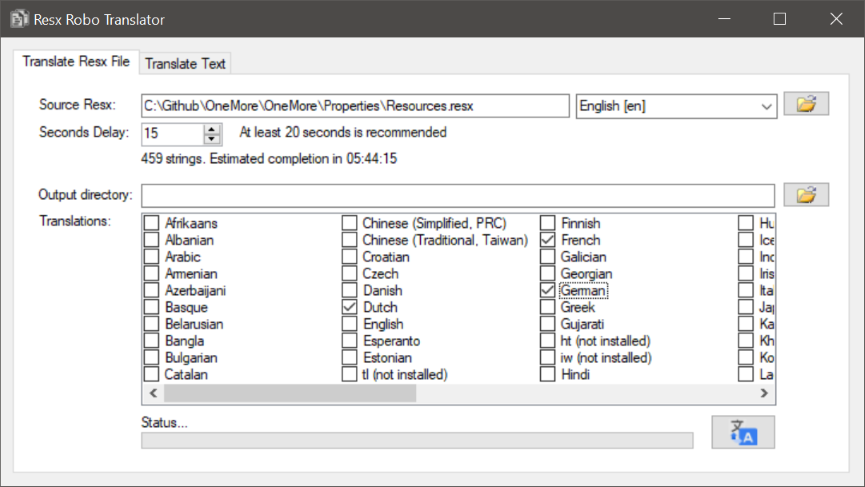 Resx Robo Translator
Translate Resx File Translate Text
Source Resx: C:\Github\OneMore\OneMore\Properties\Resources.resx English [en]
Seconds Delay: 15 At least 20 seconds is recommended
459 strings. Estimated completion in 05:44:15
Output directory:
Translations: Afrikaans Chinese (Simplified, PRC) Finnish Hu
Albanian Chinese (Traditional, Taiwan) French Ice
Arabic Croatian Galician Inc
Armenian Czech Georgian Iris
Azerbaijani Danish German Ita
Basque Dutch Greek Jap
Belarusian English Gujarati Ka
Bangla Esperanto ht (not installed) Kh
Bulgarian Estonian iw (not installed) Ko
Catalan tl (not installed) Hindi La
Status...
文 A